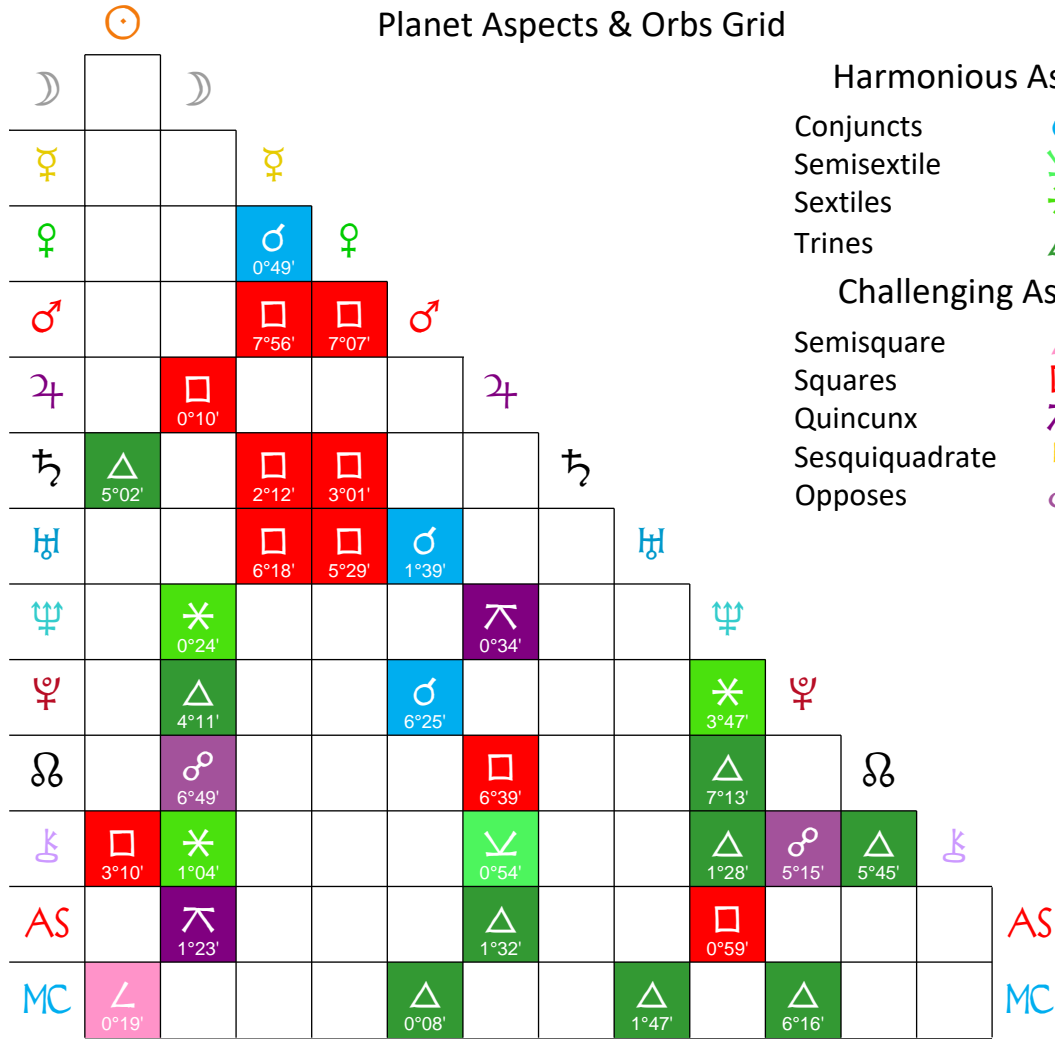 ☉ Planet Aspects & Orbs Grid
☽ ☽
☿ ☿
♀ ☌ ♀
0°49'
♂ □ □ ♂
7°56' 7°07'
♃ □ ♃
0°10'
♄ △ □ □ ♄
5°02' 2°12' 3°01'
♅ □ □ ☌ ♅
6°18' 5°29' 1°39'
♆ ⚹ ⚻ ♆
0°24' 0°34'
♇ △ ☌ ⚹ ♇
4°11' 6°25' 3°47'
☊ ☍ □ △ ☊
6°49' 6°39' 7°13'
⚷ □ ⚹ ⚺ △ ☍ △ ⚷
3°10' 1°04' 0°54' 1°28' 5°15' 5°45'
AS ⚻ △ □ AS
1°23' 1°32' 0°59'
MC ∠ △ △ △ MC
0°19' 0°08' 1°47' 6°16'
Harmonious As
Conjuncts
Semisextile
Sextiles
Trines
Challenging As
Semisquare
Squares
Quincunx
Sesquiquadrate
Opposes